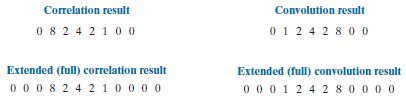 Correlation result
0 8 2 4 2 1 0 0
Convolution result
0 1 2 4 2 8 0 0
Extended (full) correlation result
0 0 0 8 2 4 2 1 0 0 0 0
Extended (full) convolution result
0 0 0 1 2 4 2 8 0 0 0 0